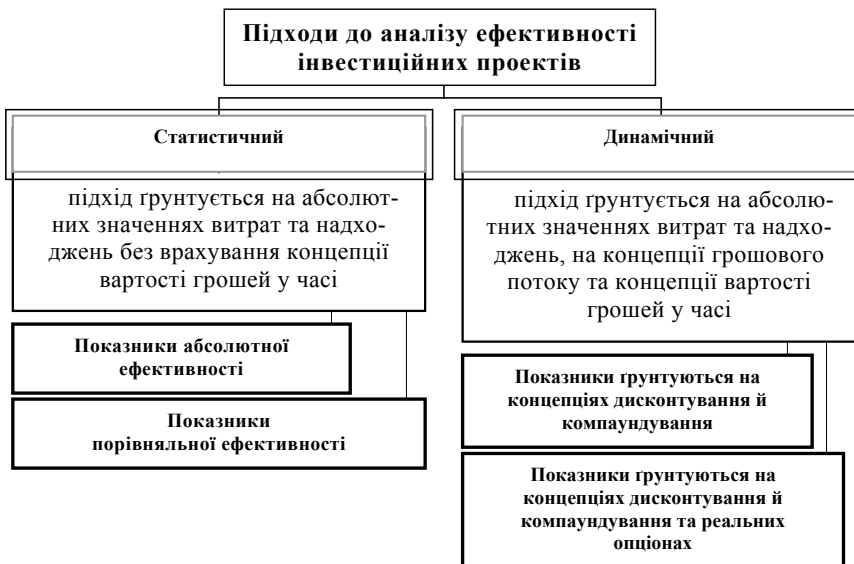 Підходи до аналізу ефективності
інвестиційних проектів
Статистичний
підхід ґрунтується на абсолют-
них значеннях витрат та надхо-
джень без врахування концепції
вартості грошей у часі
Показники абсолютної
ефективності
Показники
порівняльної ефективності
Динамічний
підхід ґрунтується на абсолю-
тних значеннях витрат та надхо-
джень, на концепції грошового
потоку та концепції вартості
грошей у часі
Показники ґрунтуються на
концепціях дисконтування й
компаундування
Показники ґрунтуються на
концепціях дисконтування й
компаундування та реальних
опціонах